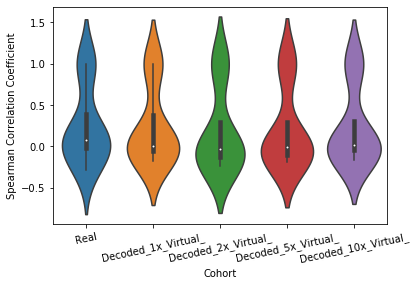 Spearman Correlation Coefficient
1.5
1.0
0.5
0.0
−0.5
Real
Decoded_1x_Virtual_
Decoded_2x_Virtual_
Decoded_5x_Virtual_
Decoded_10x_Virtual_
Cohort